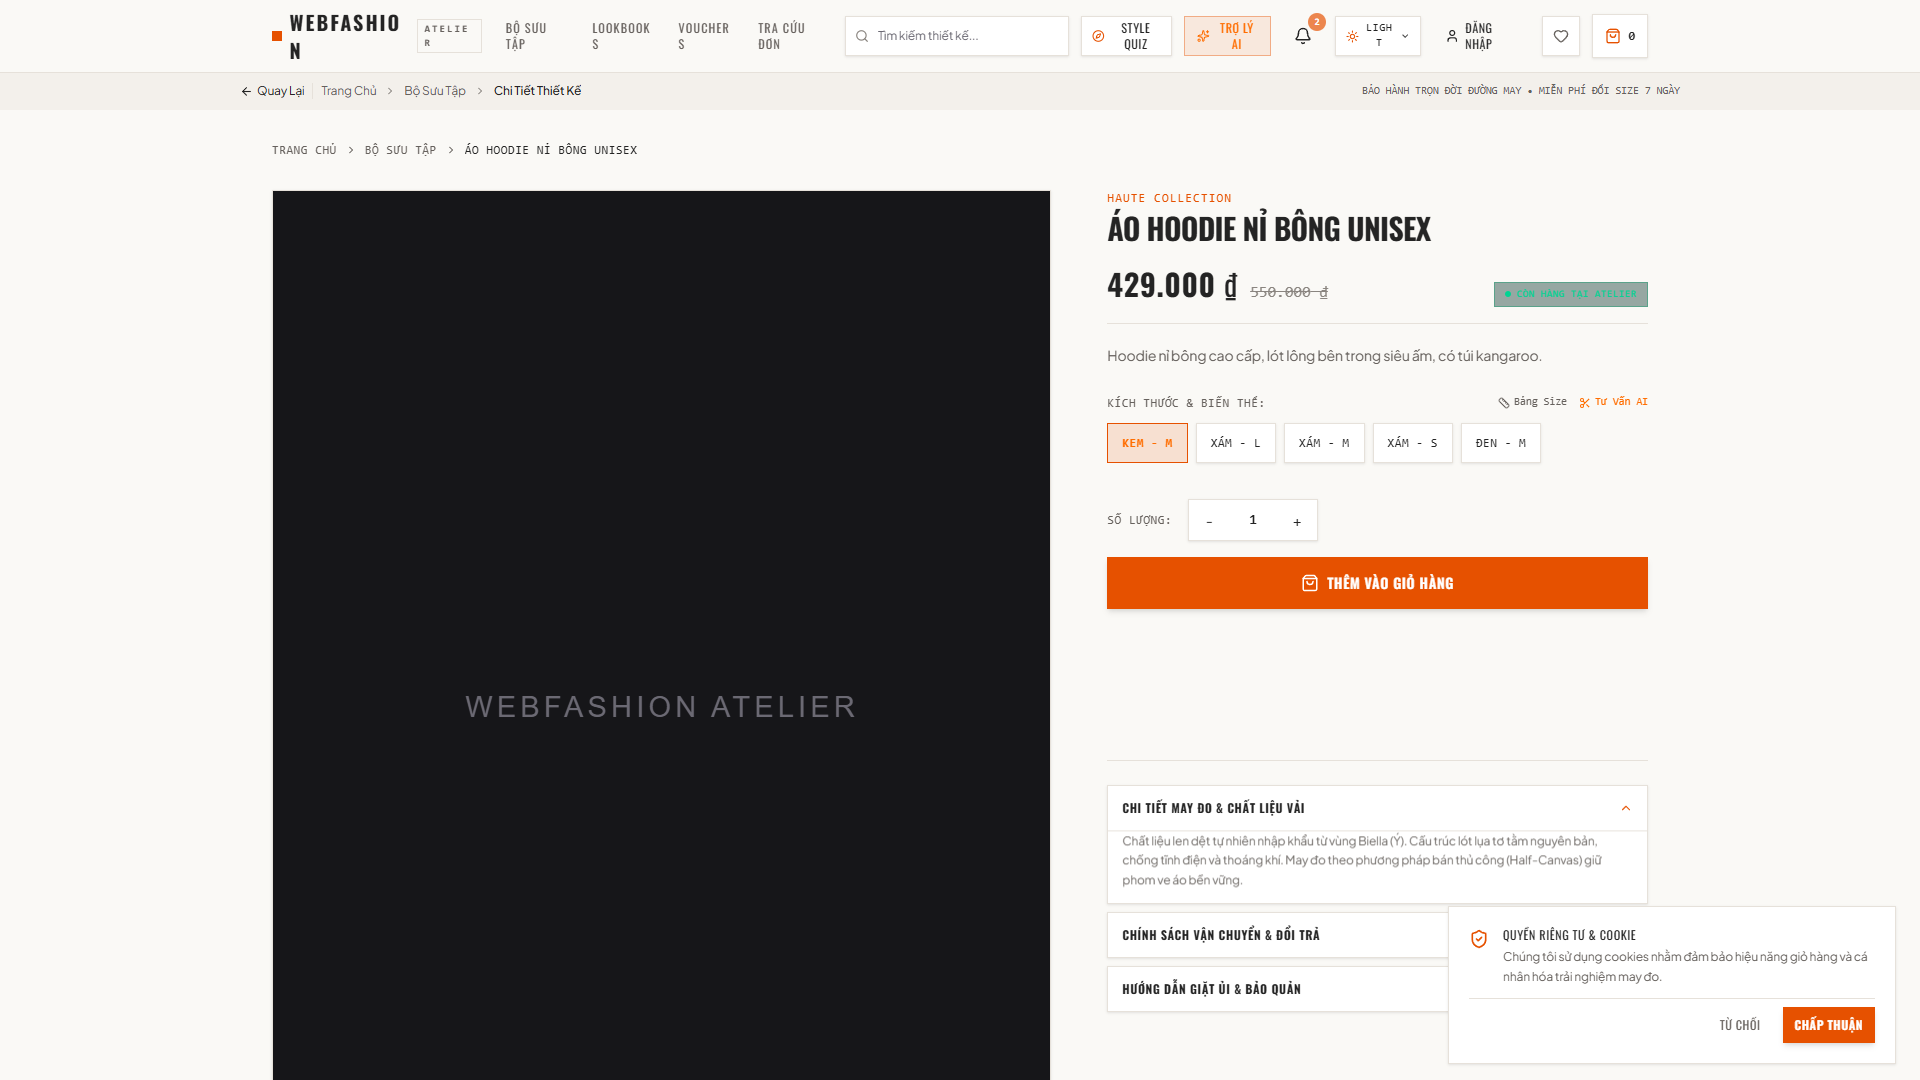 WEBFASHIO
N
ATELIE
R
BỘ SƯU
TẬP
LOOKBOOK
S
VOUCHER
S
TRA CỨU
ĐƠN
Tìm kiếm thiết kế...
STYLE
QUIZ
TRỢ LÝ
AI
2
LIGH
T
ĐĂNG
NHẬP
0
Quay Lại
Trang Chủ
Bộ Sưu Tập
Chi Tiết Thiết Kế
BẢO HÀNH TRỌN ĐỜI ĐƯỜNG MAY • MIỄN PHÍ ĐỔI SIZE 7 NGÀY
TRANG CHỦ
BỘ SƯU TẬP
ÁO HOODIE NỈ BÔNG UNISEX
WEBFASHION ATELIER
HAUTE COLLECTION
ÁO HOODIE NỈ BÔNG UNISEX
429.000 ₫
550.000 ₫
CÒN HÀNG TẠI ATELIER
Hoodie nỉ bông cao cấp, lót lông bên trong siêu ấm, có túi kangaroo.
KÍCH THƯỚC & BIẾN THỂ:
Bảng Size
Tư Vấn AI
KEM - M
XÁM - L
XÁM - M
XÁM - S
ĐEN - M
SỐ LƯỢNG:
- 1 +
THÊM VÀO GIỎ HÀNG
CHI TIẾT MAY ĐO & CHẤT LIỆU VẢI
Chất liệu len dệt tự nhiên nhập khẩu từ vùng Biella (Ý). Cấu trúc lót lụa tơ tằm nguyên bản,
chống tĩnh điện và thoáng khí. May đo theo phương pháp bán thủ công (Half-Canvas) giữ
phom ve áo bền vững.
CHÍNH SÁCH VẬN CHUYỂN & ĐỔI TRẢ
HƯỚNG DẪN GIẶT ỦI & BẢO QUẢN
QUYỀN RIÊNG TƯ & COOKIE
Chúng tôi sử dụng cookies nhằm đảm bảo hiệu năng giỏ hàng và cá
nhân hóa trải nghiệm may đo.
TỪ CHỐI
CHẤP THUẬN